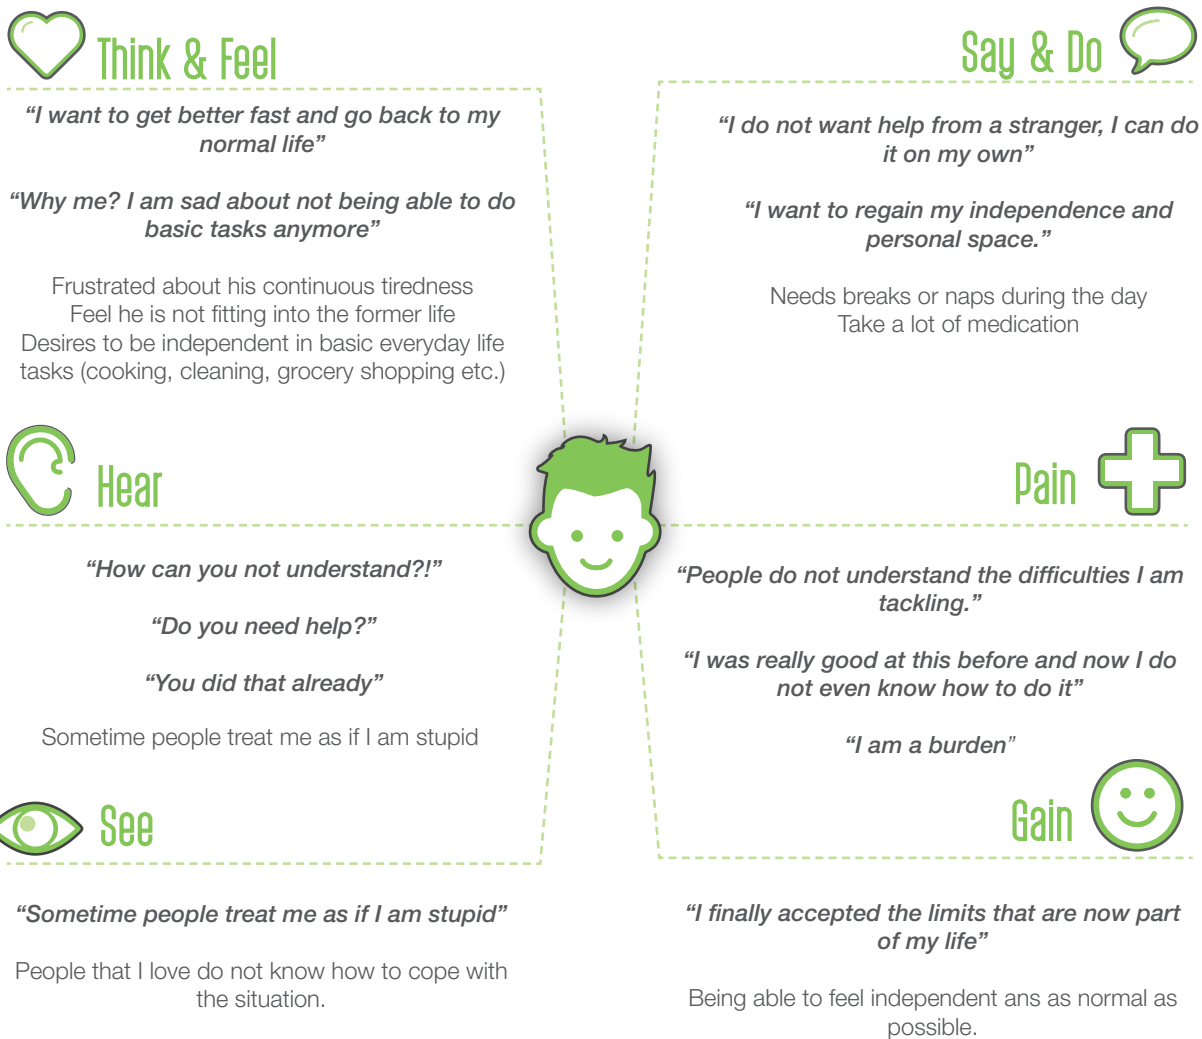 Think & Feel
“I want to get better fast and go back to my
normal life”
“Why me? I am sad about not being able to do
basic tasks anymore”
Frustrated about his continuous tiredness
Feel he is not fitting into the former life
Desires to be independent in basic everyday life
tasks (cooking, cleaning, grocery shopping etc.)
Say & Do
“I do not want help from a stranger, I can do
it on my own”
“I want to regain my independence and
personal space.”
Needs breaks or naps during the day
Take a lot of medication
Hear
“How can you not understand?!”
“Do you need help?”
“You did that already”
Sometime people treat me as if I am stupid
Pain
“People do not understand the difficulties I am
tackling.”
“I was really good at this before and now I do
not even know how to do it”
“I am a burden”
See
“Sometime people treat me as if I am stupid”
People that I love do not know how to cope with
the situation.
Gain
“I finally accepted the limits that are now part
of my life”
Being able to feel independent ans as normal as
possible.